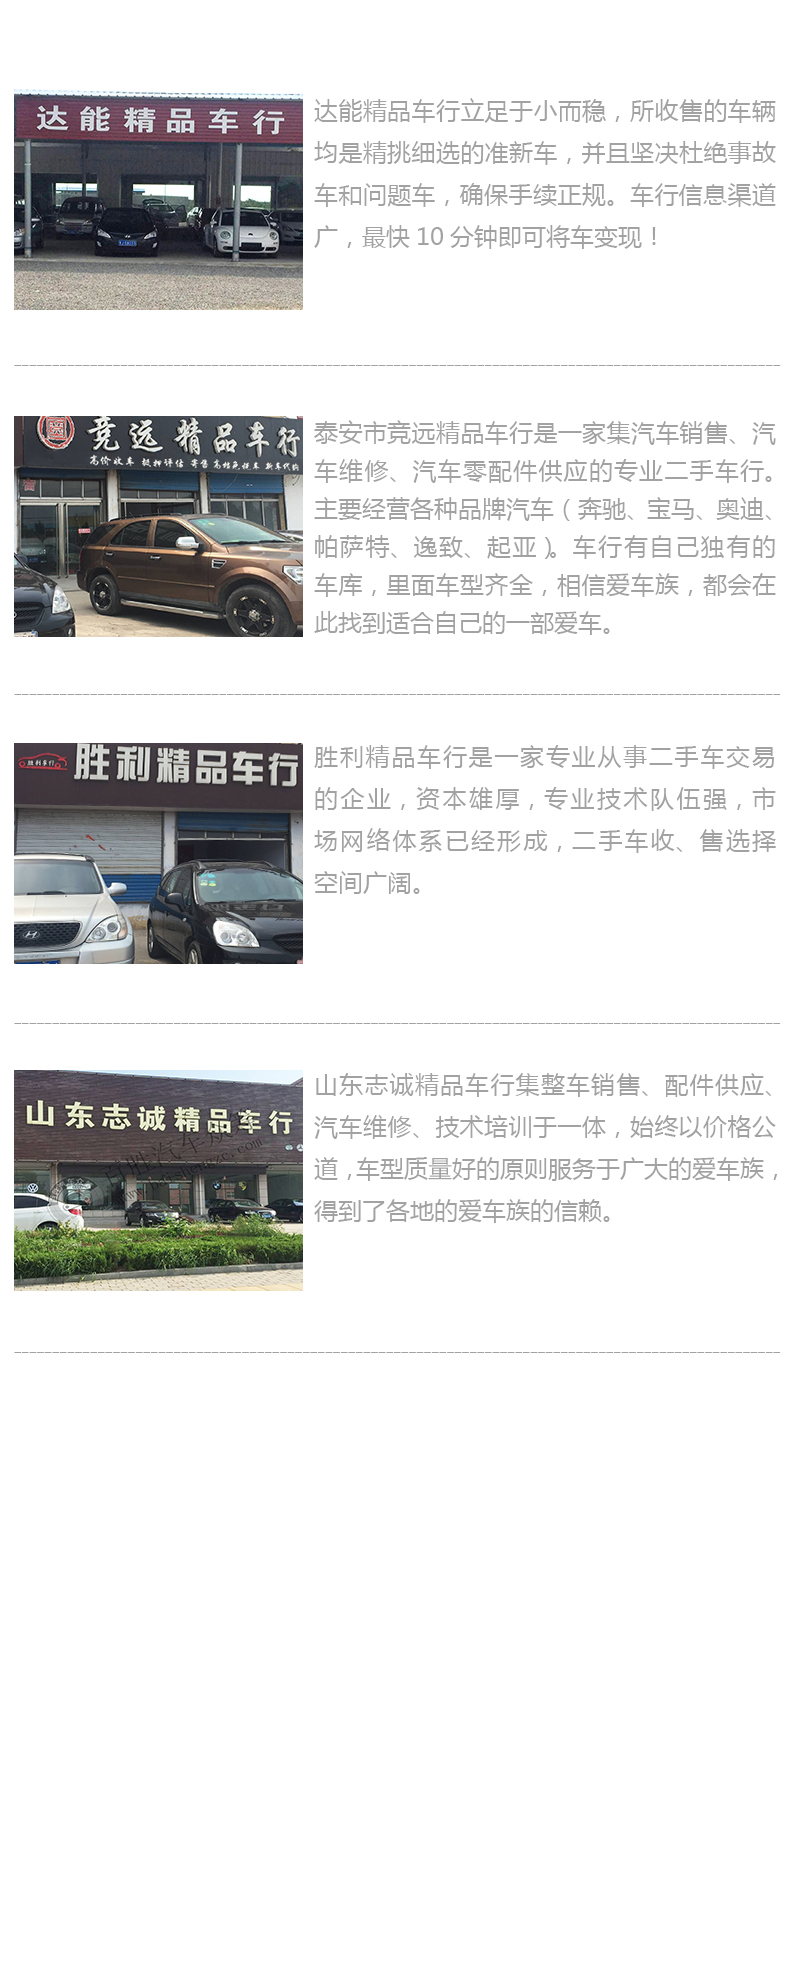 达能精品车行
达能精品车行立足于小而稳，所收售的车辆
均是精挑细选的准新车，并且坚决杜绝事故
车和问题车，确保手续正规。车行信息渠道
广，最快 10 分钟即可将车变现！
竞远精品车行
高价收车 抵押评估 寄售高档免税车 新车代购
泰安市竞远精品车行是一家集汽车销售、汽
车维修、汽车零配件供应的专业二手车行。
主要经营各种品牌汽车（奔驰、宝马、奥迪、
帕萨特、逸致、起亚）。车行有自己独有的
车库，里面车型齐全，相信爱车族，都会在
此找到适合自己的一部爱车。
胜利车行
胜利精品车行
胜利精品车行是一家专业从事二手车交易
的企业，资本雄厚，专业技术队伍强，市
场网络体系已经形成，二手车收、售选择
空间广阔。
山东志诚精品车行
山东志诚精品车行集整车销售、配件供应、
汽车维修、技术培训于一体，始终以价格公
道，车型质量好的原则服务于广大的爱车族，
得到了各地的爱车族的信赖。